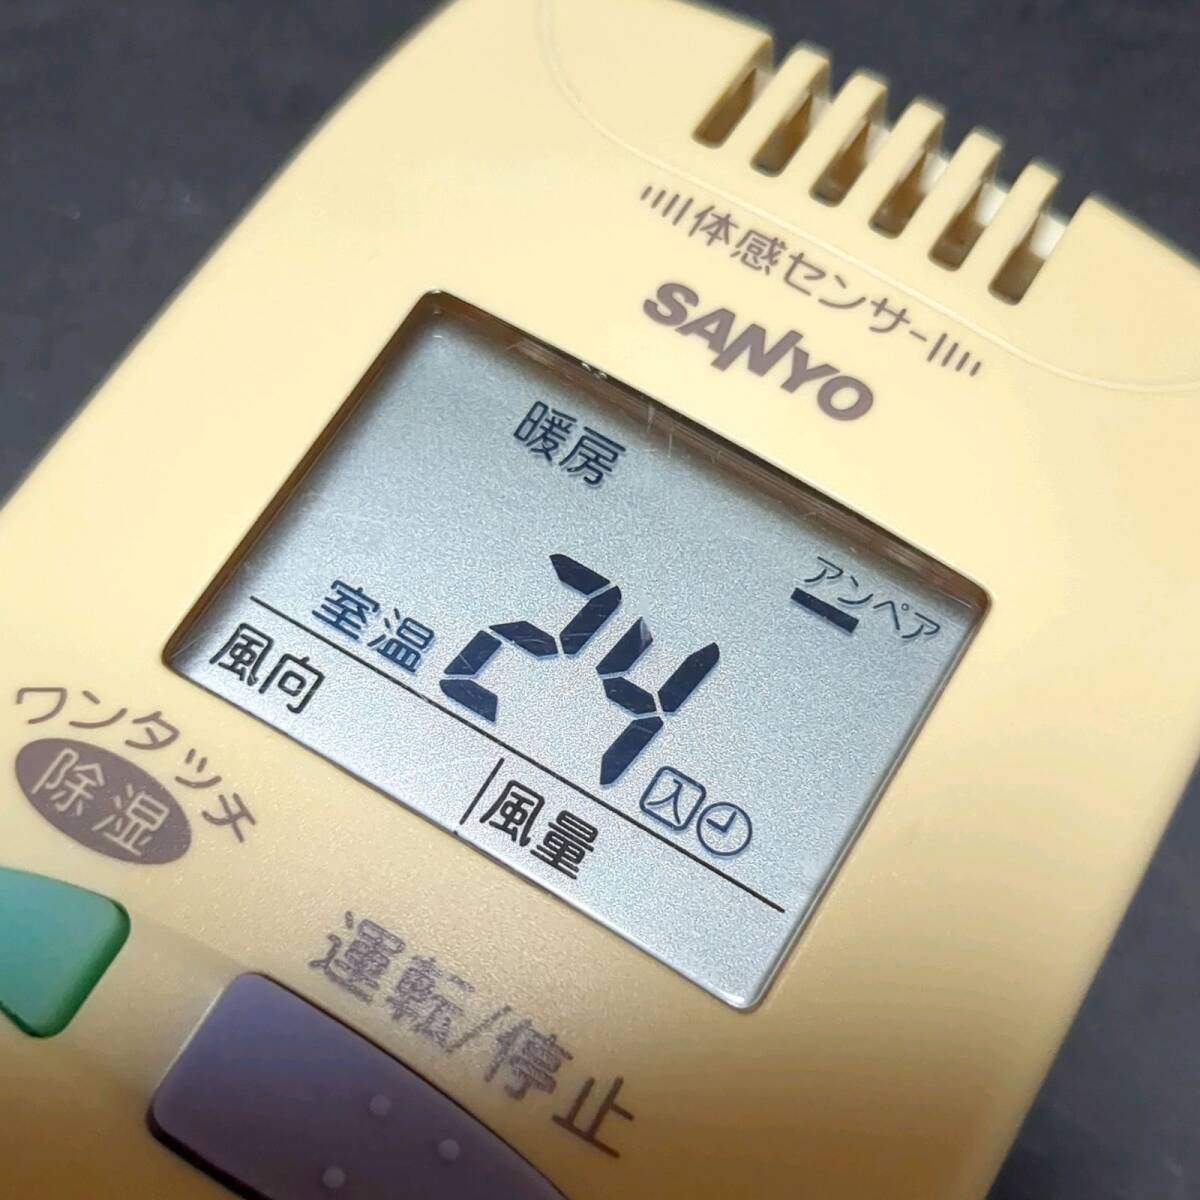 体感センサー
SANYO
暖房
アンペア
室温 24
入
風向
風量
ワンタッチ
除湿
運転/停止